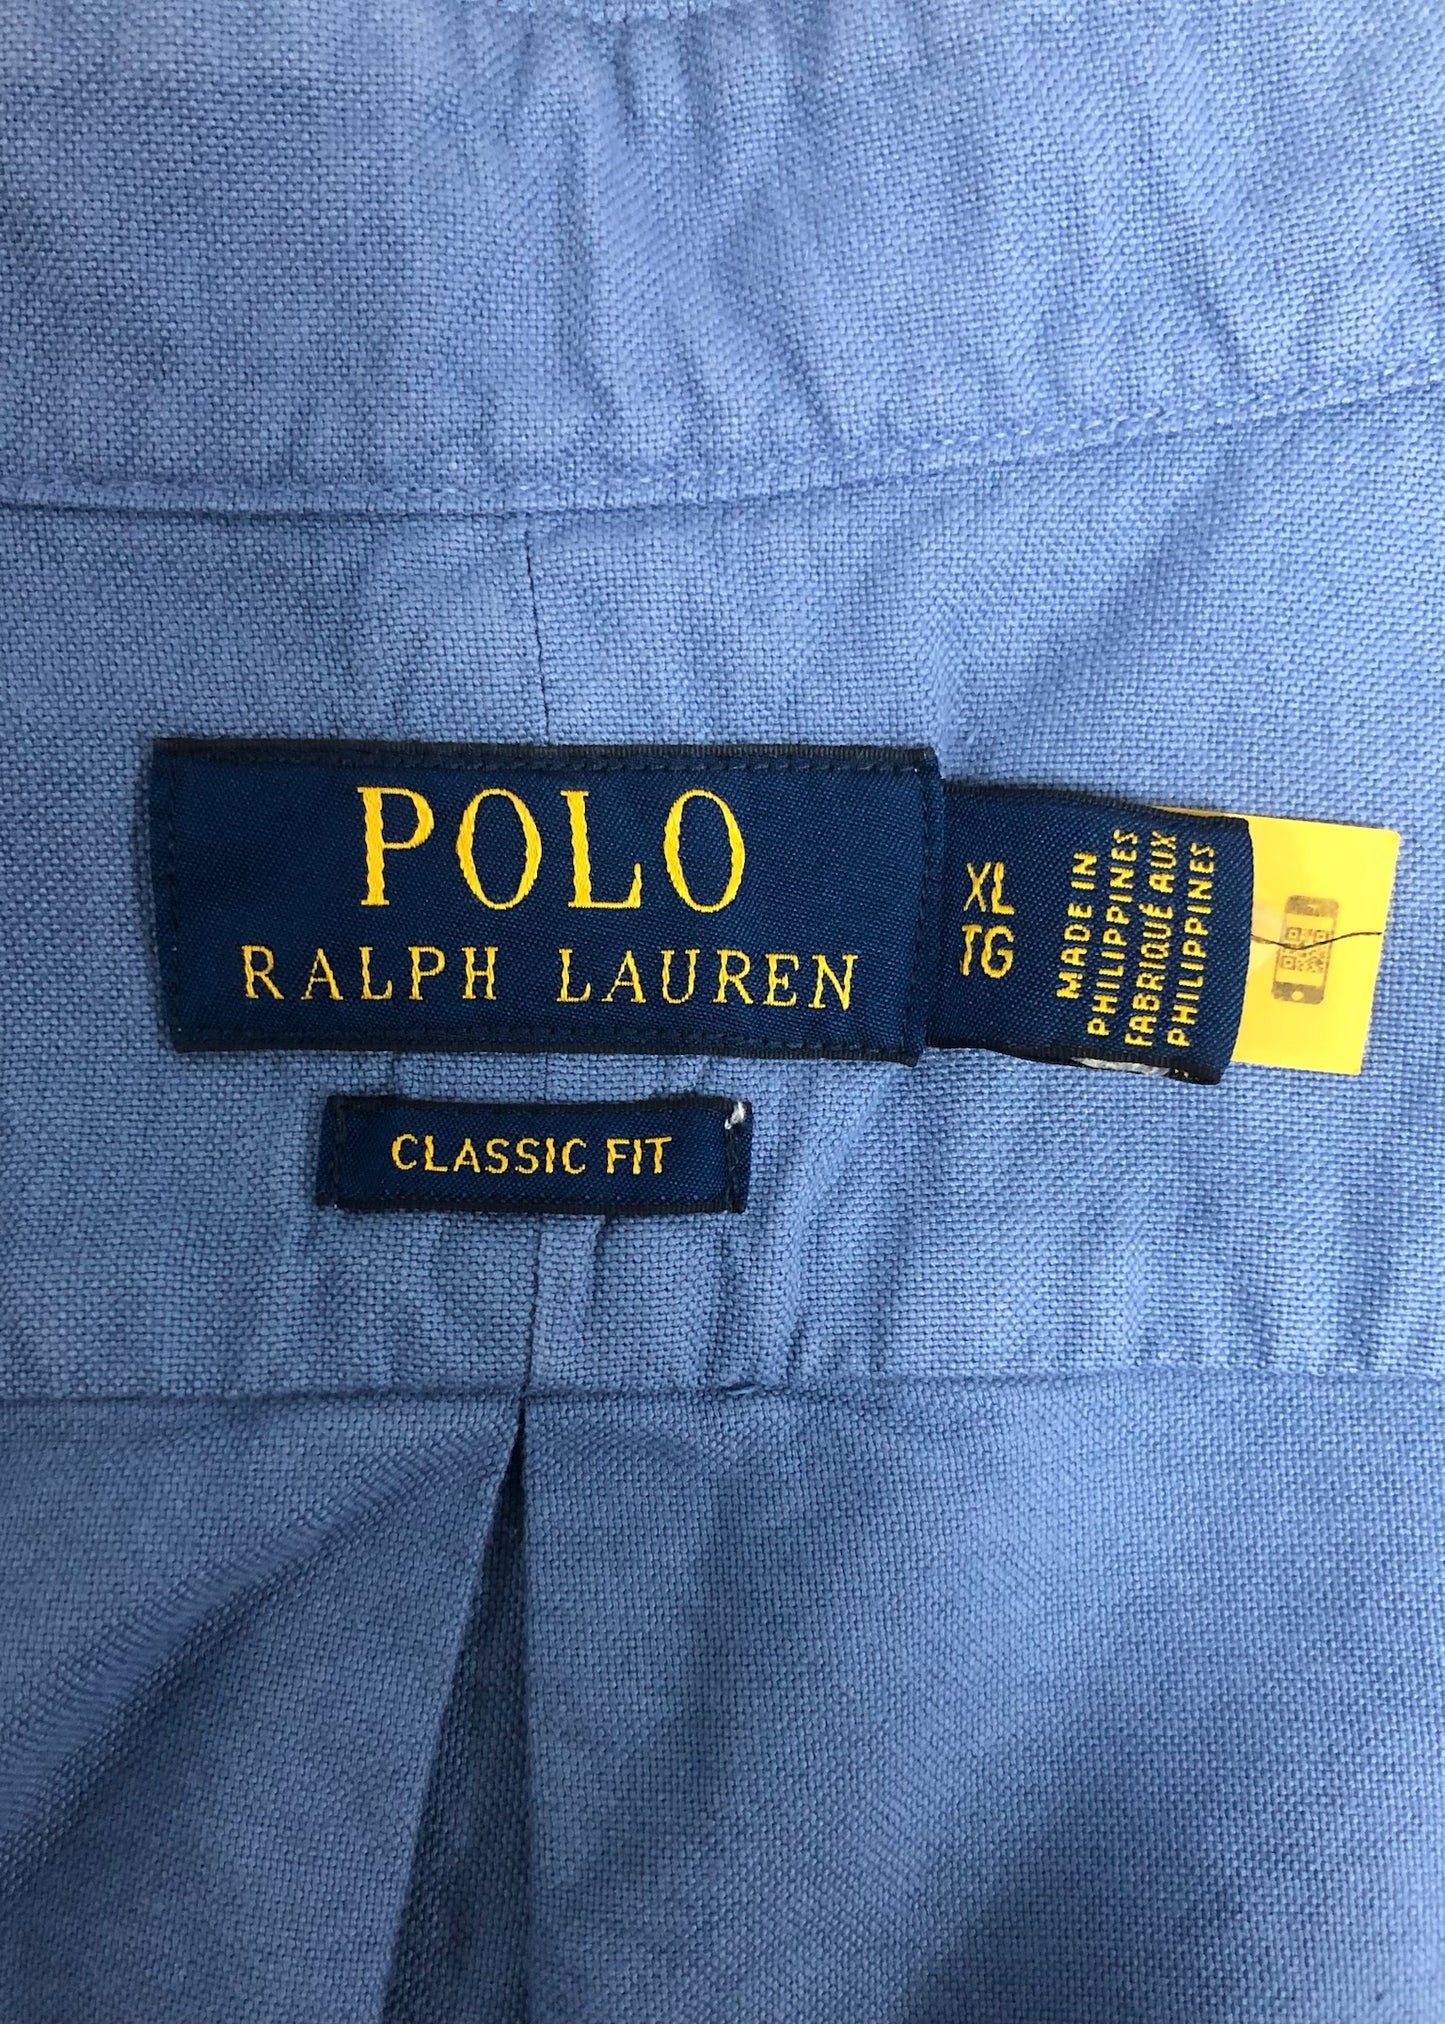 POLO
RALPH LAUREN
XL
TG
MADE IN
PHILIPPINES
FABRIQUÉ AUX
PHILIPPINES
CLASSIC FIT